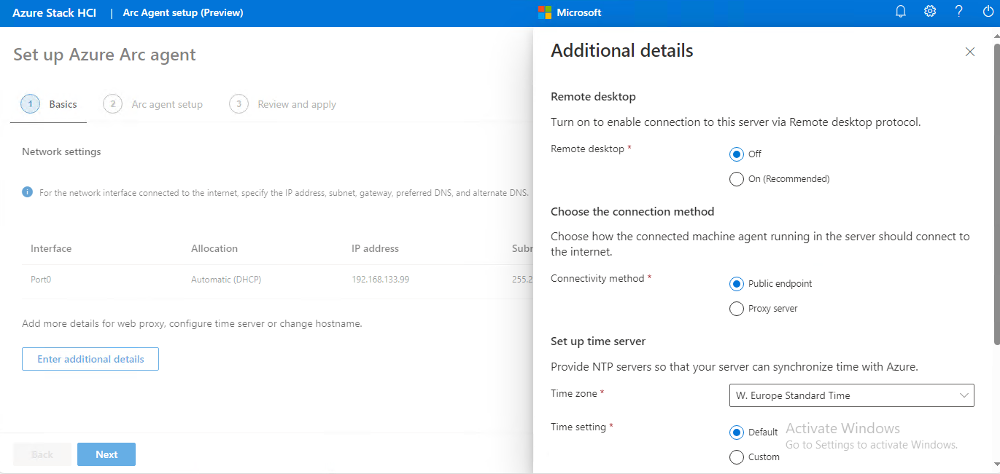 Azure Stack HCI | Arc Agent setup (Preview)
Microsoft
Set up Azure Arc agent
1 Basics 2 Arc agent setup 3 Review and apply
Network settings
For the network interface connected to the internet, specify the IP address, subnet, gateway, preferred DNS, and alternate DNS.
Interface Allocation IP address Subn
Port0 Automatic (DHCP) 192.168.133.99 255.2
Add more details for web proxy, configure time server or change hostname.
Enter additional details
Back Next
Additional details
Remote desktop
Turn on to enable connection to this server via Remote desktop protocol.
Remote desktop *
Off
On (Recommended)
Choose the connection method
Choose how the connected machine agent running in the server should connect to
the internet.
Connectivity method *
Public endpoint
Proxy server
Set up time server
Provide NTP servers so that your server can synchronize time with Azure.
Time zone *
W. Europe Standard Time
Time setting *
Default
Custom
Activate Windows
Go to Settings to activate Windows.